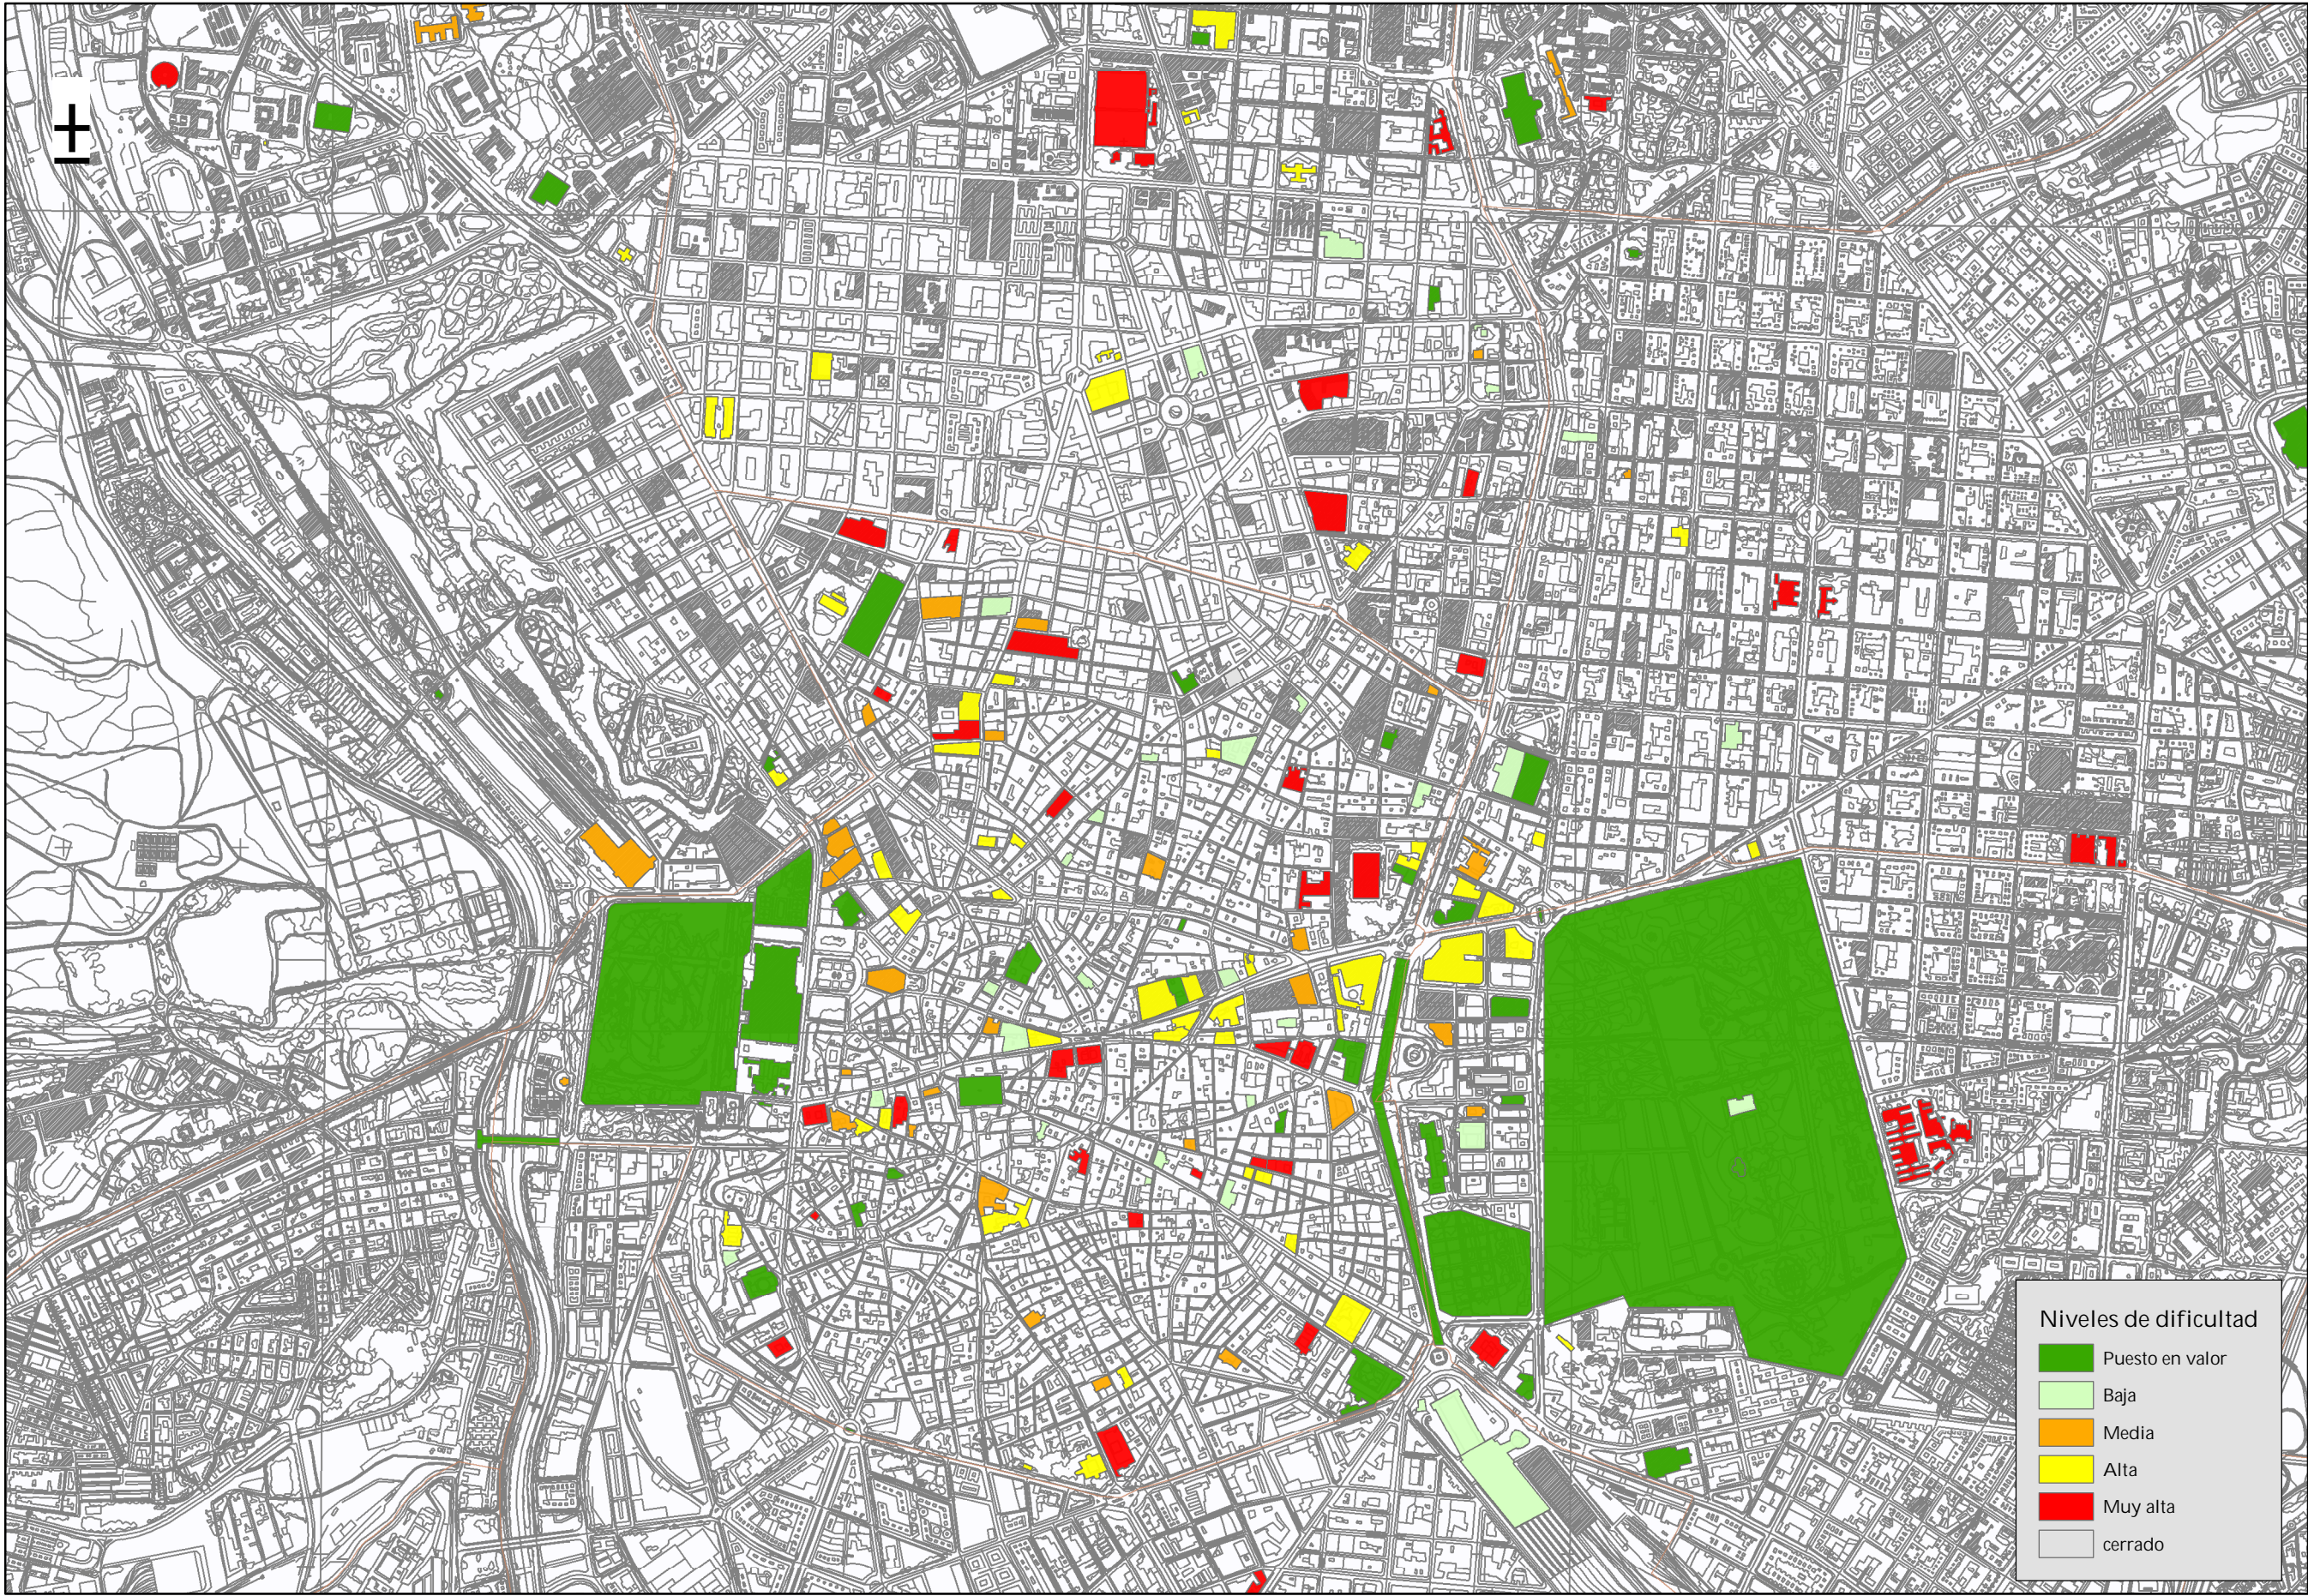 Niveles de dificultad
Puesto en valor
Baja
Media
Alta
Muy alta
cerrado